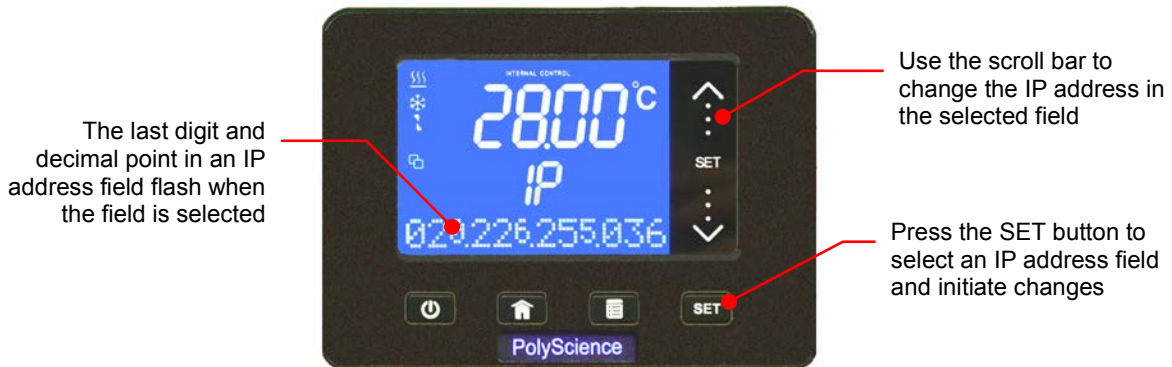 INTERNAL CONTROL
28.00°C
IP
020.226.255.036
SET
SET
PolyScience
The last digit and
decimal point in an IP
address field flash when
the field is selected
Use the scroll bar to
change the IP address in
the selected field
Press the SET button to
select an IP address field
and initiate changes